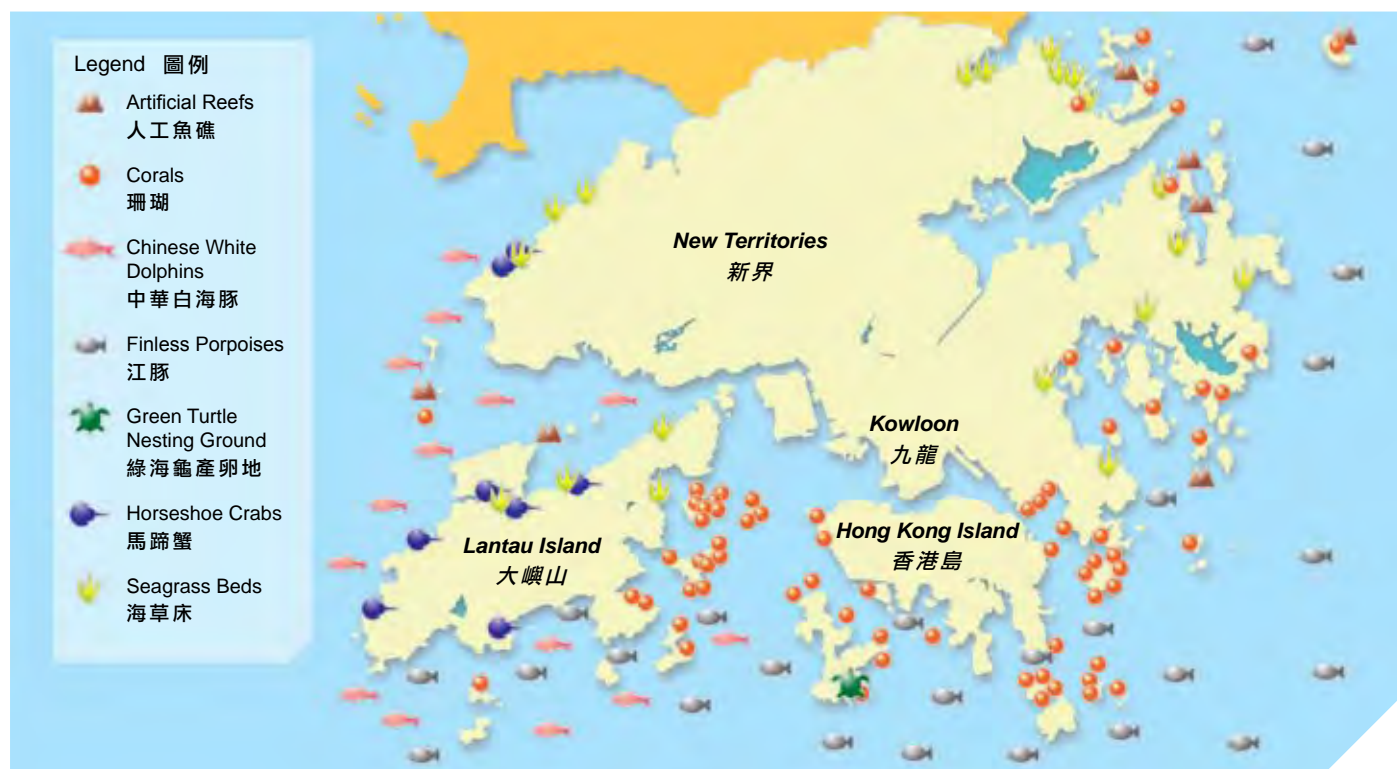 Legend 圖例
Artificial Reefs
人工魚礁
Corals
珊瑚
Chinese White
Dolphins
中華白海豚
Finless Porpoises
江豚
Green Turtle
Nesting Ground
綠海龜產卵地
Horseshoe Crabs
馬蹄蟹
Seagrass Beds
海草床
New Territories
新界
Kowloon
九龍
Hong Kong Island
香港島
Lantau Island
大嶼山